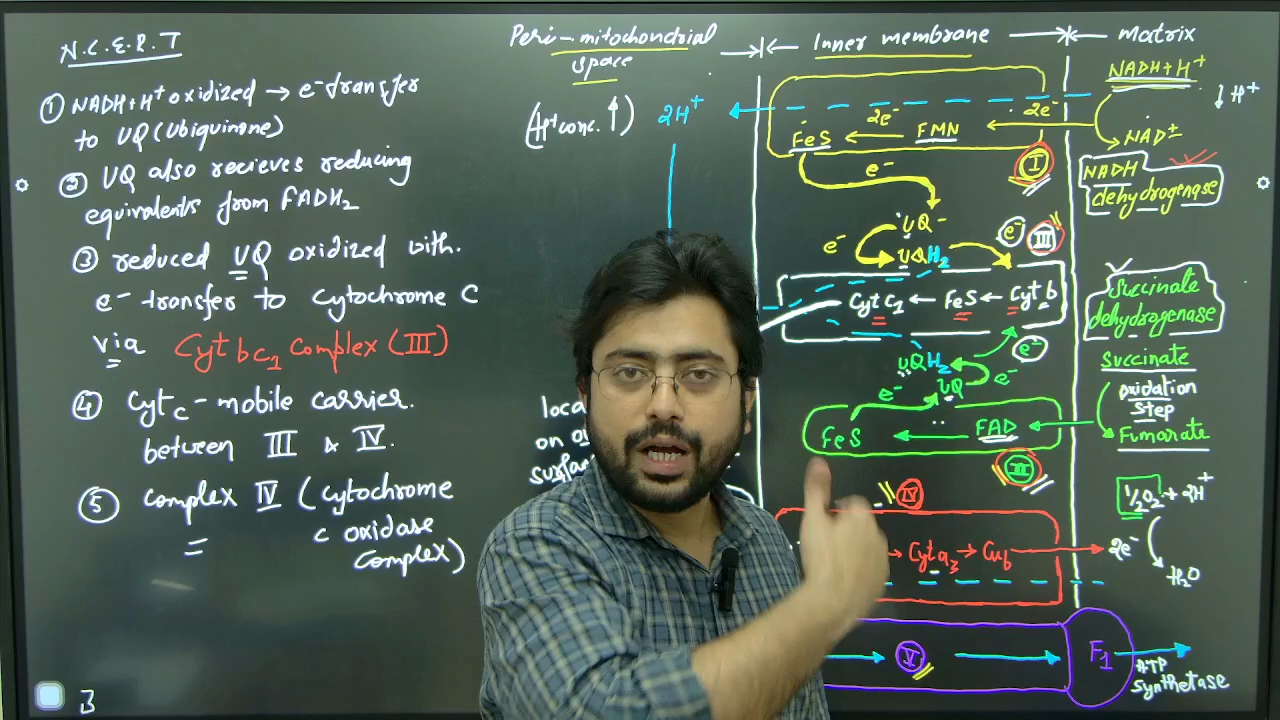 N.C.E.R.T
① NADH+H⁺ oxidized → e⁻ transfer
to UQ (Ubiquinone)
② UQ also recieves reducing
equivalents from FADH₂
③ reduced UQ oxidized with.
e⁻ transfer to Cytochrome C
via Cyt bc₁ Complex (III)
④ Cyt c - mobile carrier.
between III & IV.
⑤ complex IV (cytochrome
c oxidase
complex)
3
Peri-mitochondrial
space
(H⁺ conc. ↑)
2H⁺
loca
on o
surfa
Inner membrane
FeS ← 2e⁻ FMN 2e⁻
I
e⁻
UQ
e⁻
UQH₂
e⁻ III
Cyt c₁ ← FeS ← Cyt b
e⁻
UQH₂
e⁻ UQ e⁻
FeS ← FAD
II
IV
→ Cyt a₃ → Cub
V
matrix
NADH+H⁺
↓ H⁺
NAD±
NADH
dehydrogenase
Succinate
dehydrogenase
succinate
oxidation
step
Fumarate
1/2O₂ + 2H⁺
2e⁻
H₂O
F₁
ATP
synthetase